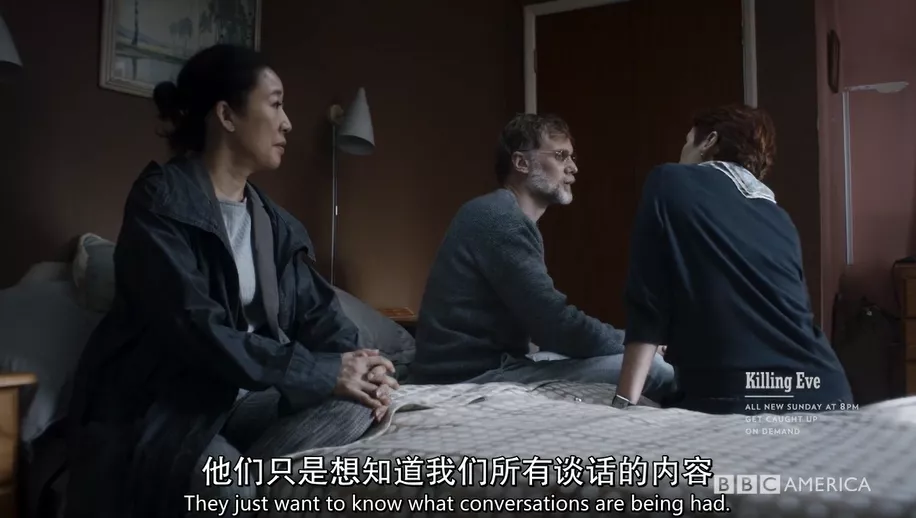 Killing Eve
ALL NEW SUNDAY AT 8PM
GET CAUGHT UP
ON DEMAND
他们只是想知道我们所有谈话的内容
BBC AMERICA
They just want to know what conversations are being had.